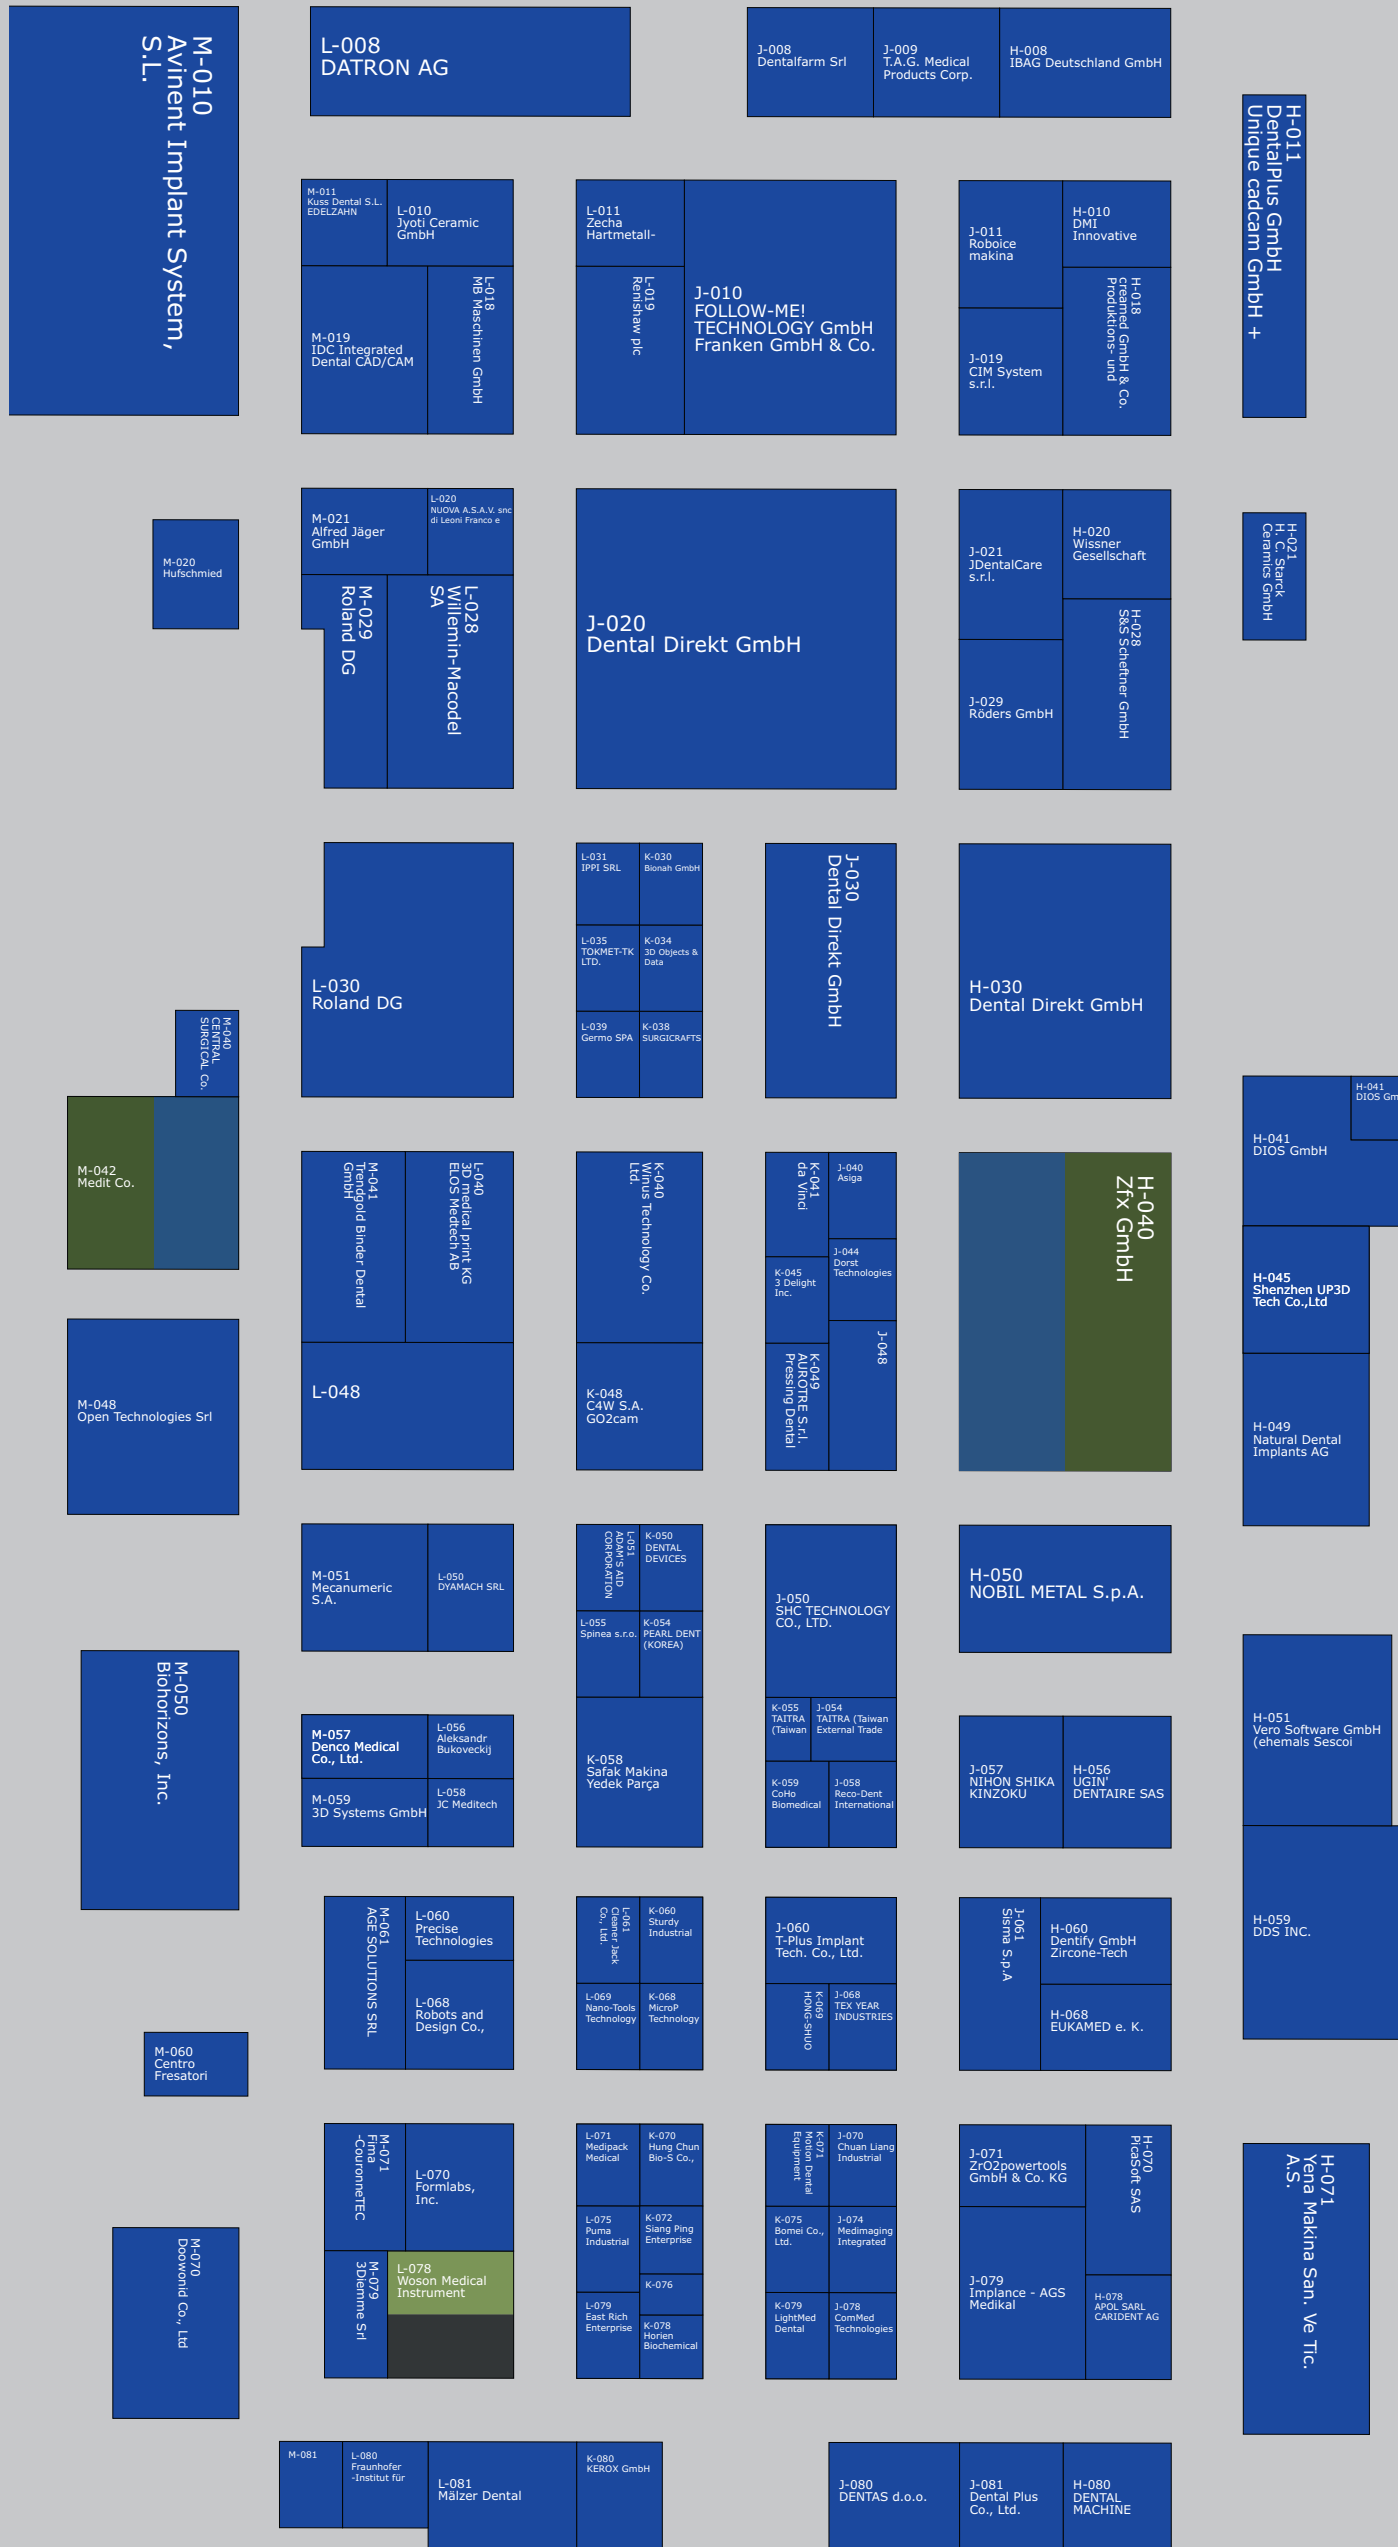 M-010
Avinent Implant System,
S.L.
L-008
DATRON AG
J-008
Dentalfarm Srl
J-009
T.A.G. Medical
Products Corp.
H-008
IBAG Deutschland GmbH
H-011
DentalPlus GmbH
Unique cadcam GmbH +
M-011
Kuss Dental S.L.
EDELZAHN
L-010
Jyoti Ceramic
GmbH
M-019
IDC Integrated
Dental CAD/CAM
L-018
MB Maschinen GmbH
L-011
Zecha
Hartmetall-
L-019
Renishaw plc
J-010
FOLLOW-ME!
TECHNOLOGY GmbH
Franken GmbH & Co.
J-011
Roboice
makina
H-010
DMI
Innovative
J-019
CIM System
s.r.l.
H-018
creamed GmbH & Co.
Produktions- und
M-020
Hufschmied
M-021
Alfred Jäger
GmbH
L-020
NUOVA A.S.A.V. snc
di Leoni Franco e
M-029
Roland DG
L-028
Willemin-Macodel
SA
J-020
Dental Direkt GmbH
J-021
JDentalCare
s.r.l.
H-020
Wissner
Gesellschaft
J-029
Röders GmbH
H-028
S&S Scheftner GmbH
H-021
H. C. Starck
Ceramics GmbH
L-030
Roland DG
L-031
IPPI SRL
K-030
Bionah GmbH
L-035
TOKMET-TK
LTD.
K-034
3D Objects &
Data
L-039
Germo SPA
K-038
SURGICRAFTS
J-030
Dental Direkt GmbH
H-030
Dental Direkt GmbH
M-040
CENTRAL
SURGICAL Co.
M-042
Medit Co.
M-048
Open Technologies Srl
M-041
Trendgold Binder Dental
GmbH
L-040
3D medical print KG
ELOS Medtech AB
L-048
K-040
Winus Technology Co.
Ltd.
K-048
C4W S.A.
GO2cam
K-041
da Vinci
J-040
Asiga
K-045
3 Delight
Inc.
J-044
Dorst
Technologies
K-049
AUROTRE S.r.l.
Pressing Dental
J-048
H-040
Zfx GmbH
H-041
DIOS GmbH
H-041
DIOS Gm
H-045
Shenzhen UP3D
Tech Co.,Ltd
H-049
Natural Dental
Implants AG
M-051
Mecanumeric
S.A.
L-050
DYAMACH SRL
L-051
ADAM'S AID
CORPORATION
K-050
DENTAL
DEVICES
L-055
Spinea s.r.o.
K-054
PEARL DENT
(KOREA)
K-058
Safak Makina
Yedek Parça
J-050
SHC TECHNOLOGY
CO., LTD.
K-055
TAITRA
(Taiwan
J-054
TAITRA (Taiwan
External Trade
K-059
CoHo
Biomedical
J-058
Reco-Dent
International
H-050
NOBIL METAL S.p.A.
M-050
Biohorizons, Inc.
M-057
Denco Medical
Co., Ltd.
L-056
Aleksandr
Bukoveckij
M-059
3D Systems GmbH
L-058
JC Meditech
J-057
NIHON SHIKA
KINZOKU
H-056
UGIN'
DENTAIRE SAS
H-051
Vero Software GmbH
(ehemals Sescoi
H-059
DDS INC.
M-061
AGE SOLUTIONS SRL
L-060
Precise
Technologies
L-068
Robots and
Design Co.,
L-061
Cleaner Jack
Co., Ltd.
K-060
Sturdy
Industrial
L-069
Nano-Tools
Technology
K-068
MicroP
Technology
J-060
T-Plus Implant
Tech. Co., Ltd.
K-069
HONG-SHUO
J-068
TEX YEAR
INDUSTRIES
J-061
Sisma S.p.A
H-060
Dentify GmbH
Zircone-Tech
H-068
EUKAMED e. K.
M-060
Centro
Fresatori
M-071
Fima
-CouronneTEC
L-070
Formlabs,
Inc.
M-079
3Diemme Srl
L-078
Woson Medical
Instrument
L-071
Medipack
Medical
K-070
Hung Chun
Bio-S Co.,
L-075
Puma
Industrial
K-072
Siang Ping
Enterprise
K-076
L-079
East Rich
Enterprise
K-078
Horien
Biochemical
K-071
Motion Dental
Equipment
J-070
Chuan Liang
Industrial
K-075
Bomei Co.,
Ltd.
J-074
Medimaging
Integrated
K-079
LightMed
Dental
J-078
ComMed
Technologies
J-071
ZrO2powertools
GmbH & Co. KG
H-070
PicaSoft SAS
J-079
Implance - AGS
Medikal
H-078
APOL SARL
CARIDENT AG
H-071
Yena Makina San. Ve Tic.
A.S.
M-070
Doowonid Co., Ltd
M-081
L-080
Fraunhofer
-Institut für
L-081
Mälzer Dental
K-080
KEROX GmbH
J-080
DENTAS d.o.o.
J-081
Dental Plus
Co., Ltd.
H-080
DENTAL
MACHINE